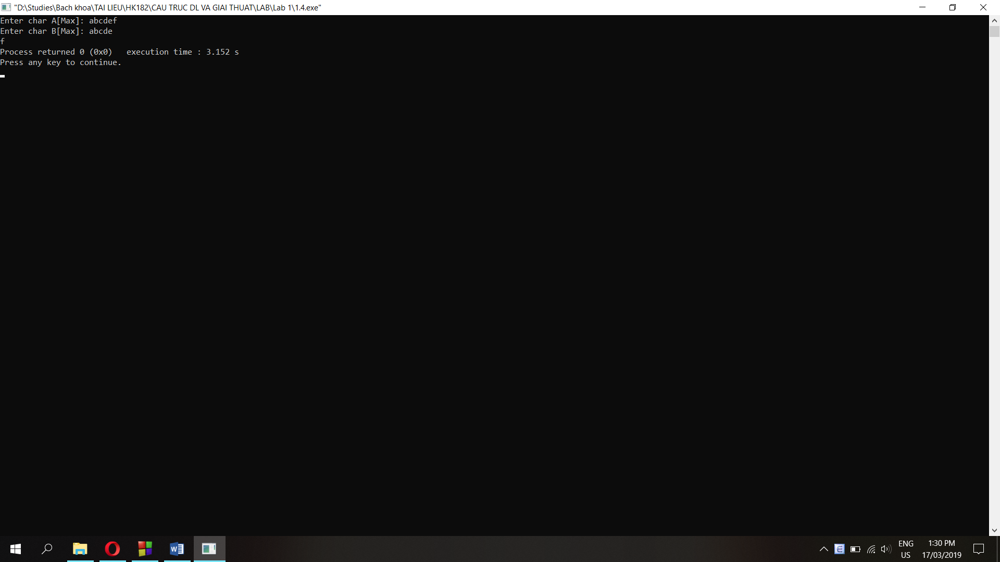 "D:\Studies\Bach khoa\TAI LIEU\HK182\CAU TRUC DL VA GIAI THUAT\LAB\Lab 1\1.4.exe"
Enter char A[Max]: abcdef
Enter char B[Max]: abcde
f
Process returned 0 (0x0)   execution time : 3.152 s
Press any key to continue.
ENG
US
1:30 PM
17/03/2019